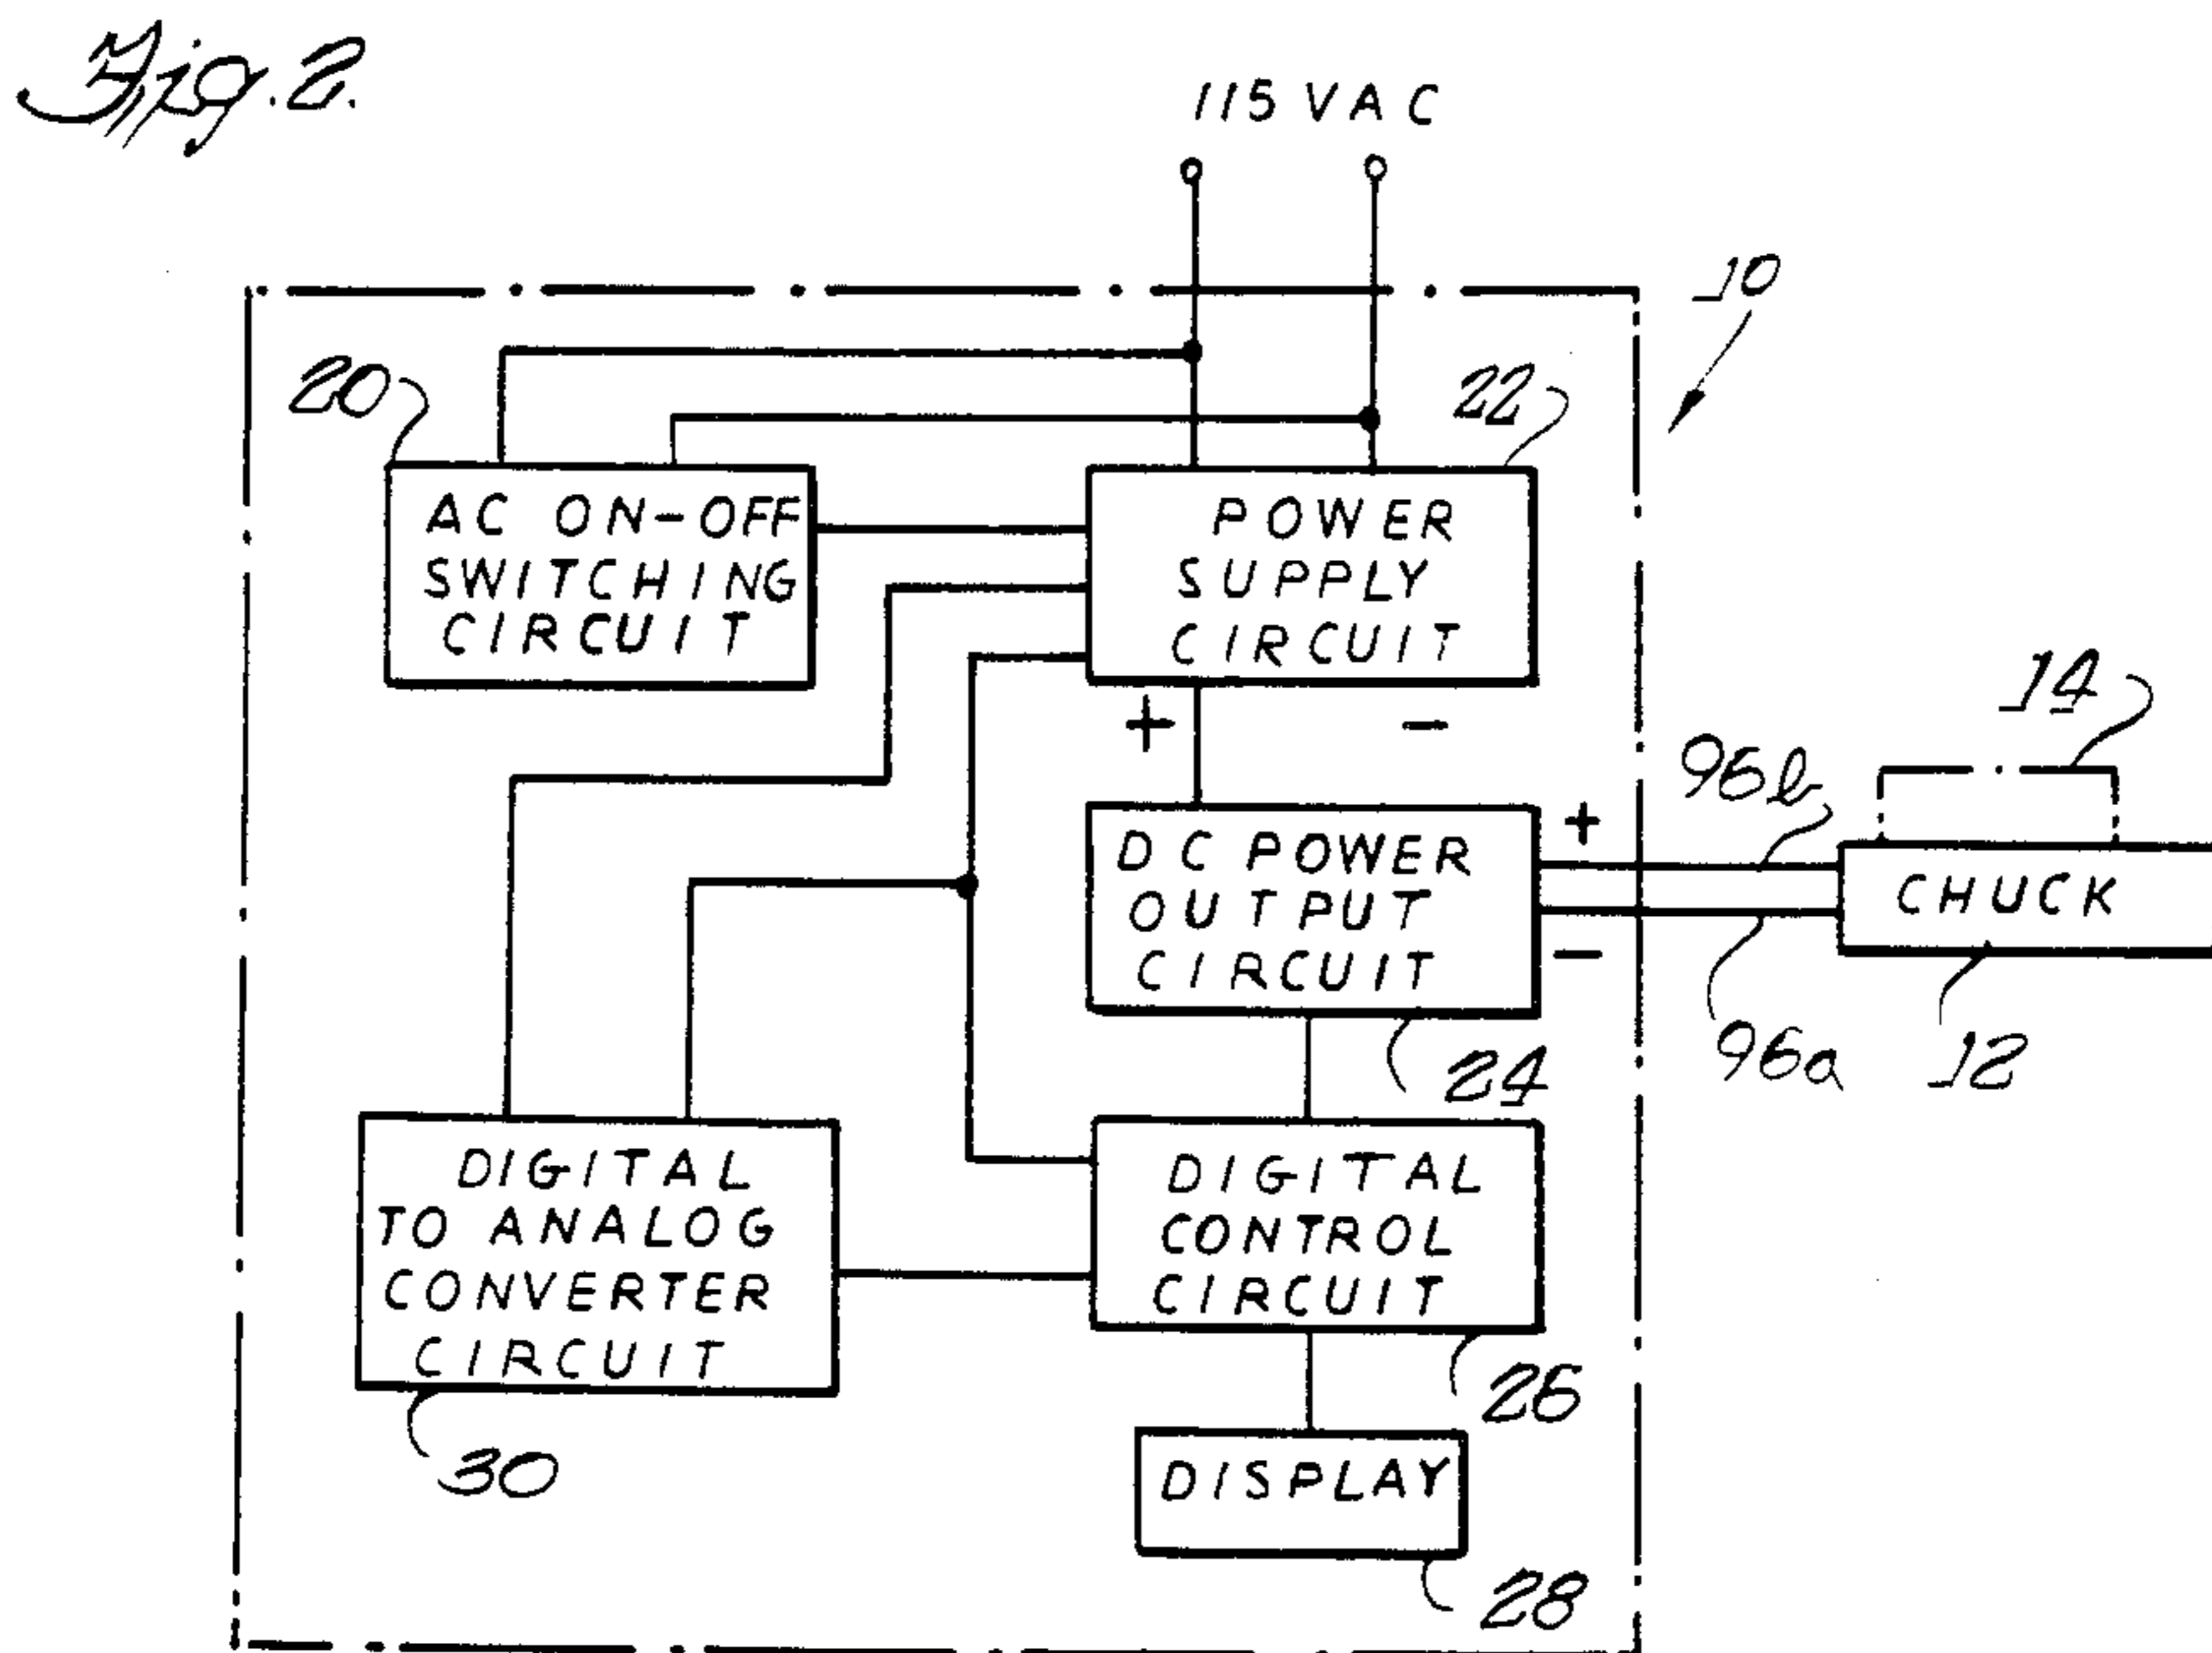 Fig. 2.
115 VAC
10
20
22
AC ON-OFF
SWITCHING
CIRCUIT
POWER
SUPPLY
CIRCUIT
+ −
14
96b
+
DC POWER
OUTPUT
CIRCUIT
CHUCK
−
96a
12
24
DIGITAL
TO ANALOG
CONVERTER
CIRCUIT
DIGITAL
CONTROL
CIRCUIT
26
30
DISPLAY
28